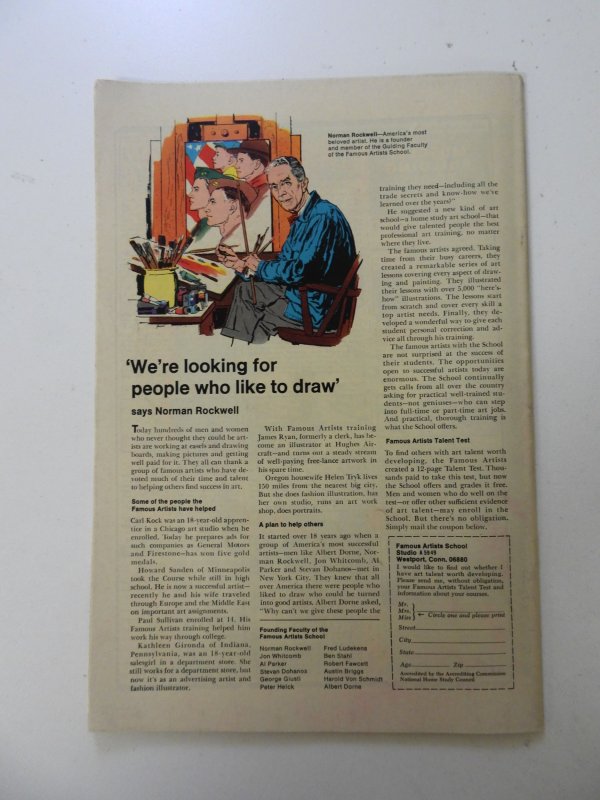 Norman Rockwell—America's most
beloved artist. He is a founder
and member of the Guiding Faculty
of the Famous Artists School.
'We're looking for
people who like to draw'
says Norman Rockwell
Today hundreds of men and women
who never thought they could be art-
ists are working at easels and drawing
boards, making pictures and getting
well paid for it. They all can thank a
group of famous artists who have de-
voted much of their time and talent
to helping others find success in art.
Some of the people the
Famous Artists have helped
Carl Kock was an 18-year-old appren-
tice in a Chicago art studio when he
enrolled. Today he prepares ads for
such companies as General Motors
and Firestone—has won five gold
medals.
Howard Sanden of Minneapolis
took the Course while still in high
school. He is now a successful artist—
recently he and his wife traveled
through Europe and the Middle East
on important art assignments.
Paul Sullivan enrolled at 14. His
Famous Artists training helped him
work his way through college.
Kathleen Gironda of Indiana,
Pennsylvania, was an 18-year-old
salesgirl in a department store. She
still works for a department store, but
now it's as an advertising artist and
fashion illustrator.
With Famous Artists training
James Ryan, formerly a clerk, has be-
come an illustrator at Hughes Air-
craft—and turns out a steady stream
of well-paying free-lance artwork in
his spare time.
Oregon housewife Helen Tryk lives
150 miles from the nearest big city.
But she does fashion illustration, has
her own studio, runs an art work
shop, does portraits.
A plan to help others
It started over 18 years ago when a
group of America's most successful
artists—men like Albert Dorne, Nor-
man Rockwell, Jon Whitcomb, Al
Parker and Stevan Dohanos—met in
New York City. They knew that all
over America there were people who
liked to draw who could be turned
into good artists. Albert Dorne asked,
"Why can't we give these people the
Founding Faculty of the
Famous Artists School
Norman Rockwell
Jon Whitcomb
Al Parker
Stevan Dohanos
George Giusti
Peter Helck
Fred Ludekens
Ben Stahl
Robert Fawcett
Austin Briggs
Harold Von Schmidt
Albert Dorne
training they need—including all the
trade secrets and know-how we've
learned over the years?"
He suggested a new kind of art
school—a home study art school—that
would give talented people the best
professional art training, no matter
where they live.
The famous artists agreed. Taking
time from their busy careers, they
created a remarkable series of art
lessons covering every aspect of draw-
ing and painting. They illustrated
their lessons with over 5,000 "here's-
how" illustrations. The lessons start
from scratch and cover every skill a
top artist needs. Finally, they de-
veloped a wonderful way to give each
student personal correction and ad-
vice all through his training.
The famous artists with the School
are not surprised at the success of
their students. The opportunities
open to successful artists today are
enormous. The School continually
gets calls from all over the country
asking for practical well-trained stu-
dents—not geniuses—who can step
into full-time or part-time art jobs.
And practical, thorough training is
what the School offers.
Famous Artists Talent Test
To find others with art talent worth
developing, the Famous Artists
created a 12-page Talent Test. Thou-
sands paid to take this test, but now
the School offers and grades it free.
Men and women who do well on the
test—or offer other sufficient evidence
of art talent—may enroll in the
School. But there's no obligation.
Simply mail the coupon below.
Famous Artists School
Studio
Westport, Conn. 06880
I would like to find out whether I
have art talent worth developing.
Please send me, without obligation,
your Famous Artists Talent Test and
information about your courses.
Mr.
Mrs.
Miss
← Circle one and please print
Street
City
State
Age Zip
Accredited by the Accrediting Commission
National Home Study Council